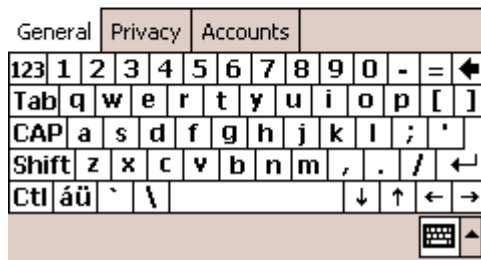 General Privacy Accounts
123 1 2 3 4 5 6 7 8 9 0 - = ←
Tab q w e r t y u i o p [ ]
CAP a s d f g h j k l ; '
Shift z x c v b n m , . / ↵
Ctl áü ` \ ↓ ↑ ← →